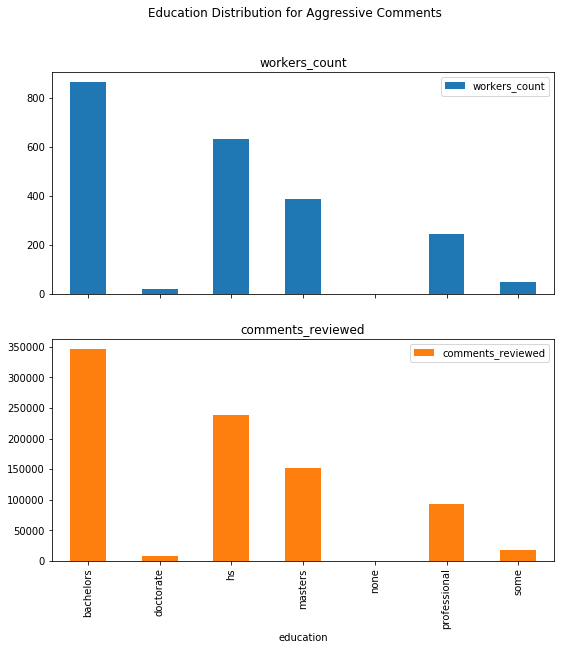 Education Distribution for Aggressive Comments
workers_count
workers_count
800
600
400
200
0
comments_reviewed
comments_reviewed
350000
300000
250000
200000
150000
100000
50000
0
bachelors
doctorate
hs
masters
none
professional
some
education